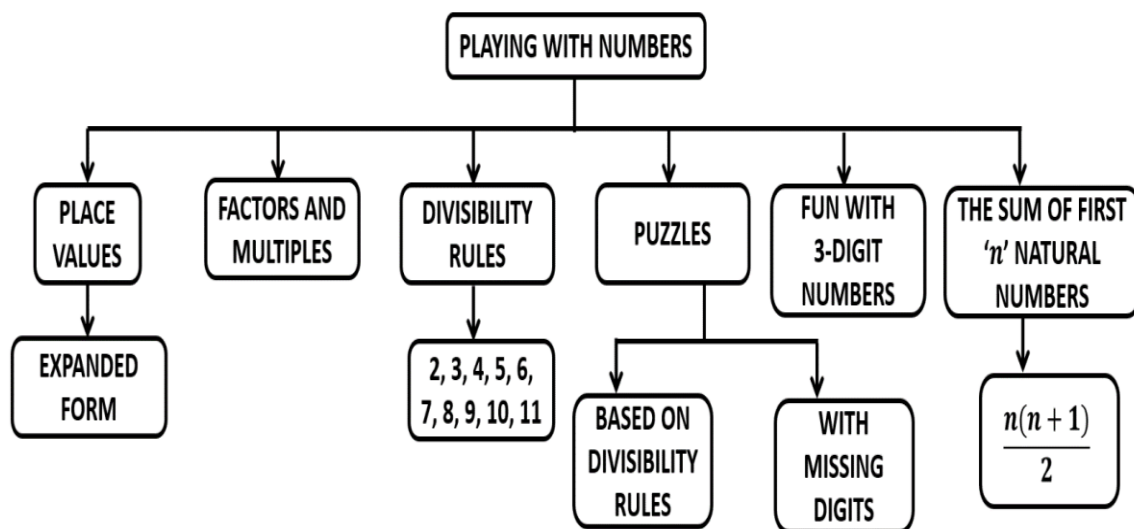 PLAYING WITH NUMBERS
PLACE
VALUES
FACTORS AND
MULTIPLES
DIVISIBILITY
RULES
PUZZLES
FUN WITH
3-DIGIT
NUMBERS
THE SUM OF FIRST
‘n’ NATURAL
NUMBERS
EXPANDED
FORM
2, 3, 4, 5, 6,
7, 8, 9, 10, 11
BASED ON
DIVISIBILITY
RULES
WITH
MISSING
DIGITS
n(n + 1)
2